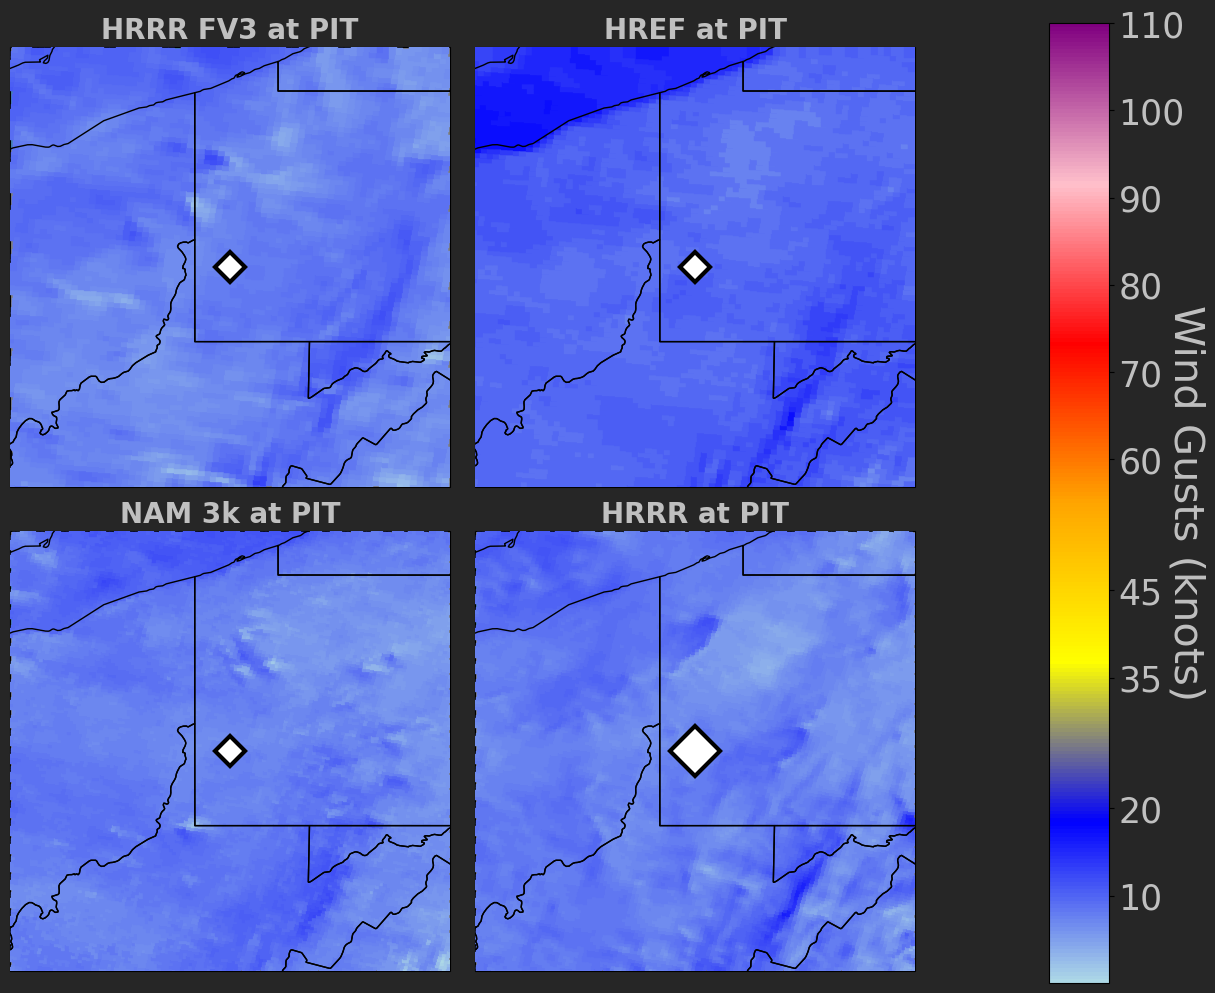 HRRR FV3 at PIT
HREF at PIT
NAM 3k at PIT
HRRR at PIT
110
100
90
80
70
60
45
35
20
10
Wind Gusts (knots)